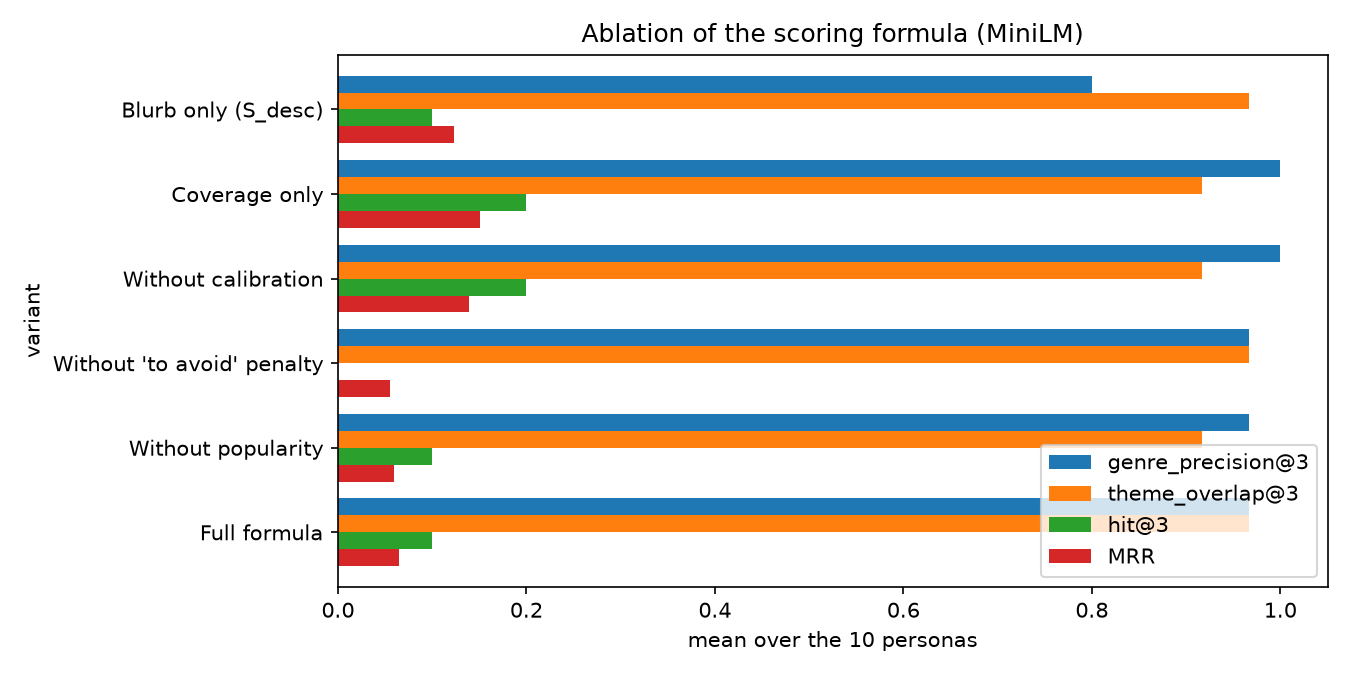 Ablation of the scoring formula (MiniLM)
variant
Blurb only (S_desc)
Coverage only
Without calibration
Without 'to avoid' penalty
Without popularity
Full formula
genre_precision@3
theme_overlap@3
hit@3
MRR
0.0 0.2 0.4 0.6 0.8 1.0
mean over the 10 personas